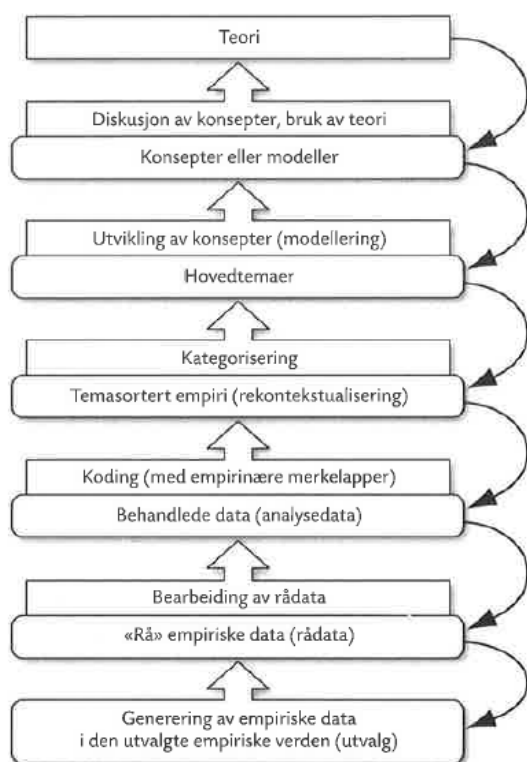 Teori
Diskusjon av konsepter, bruk av teori
Konsepter eller modeller
Utvikling av konsepter (modellering)
Hovedtemaer
Kategorisering
Temasortert empiri (rekontekstualisering)
Koding (med empirinære merkelapper)
Behandlede data (analysedata)
Bearbeiding av rådata
«Rå» empiriske data (rådata)
Generering av empiriske data
i den utvalgte empiriske verden (utvalg)